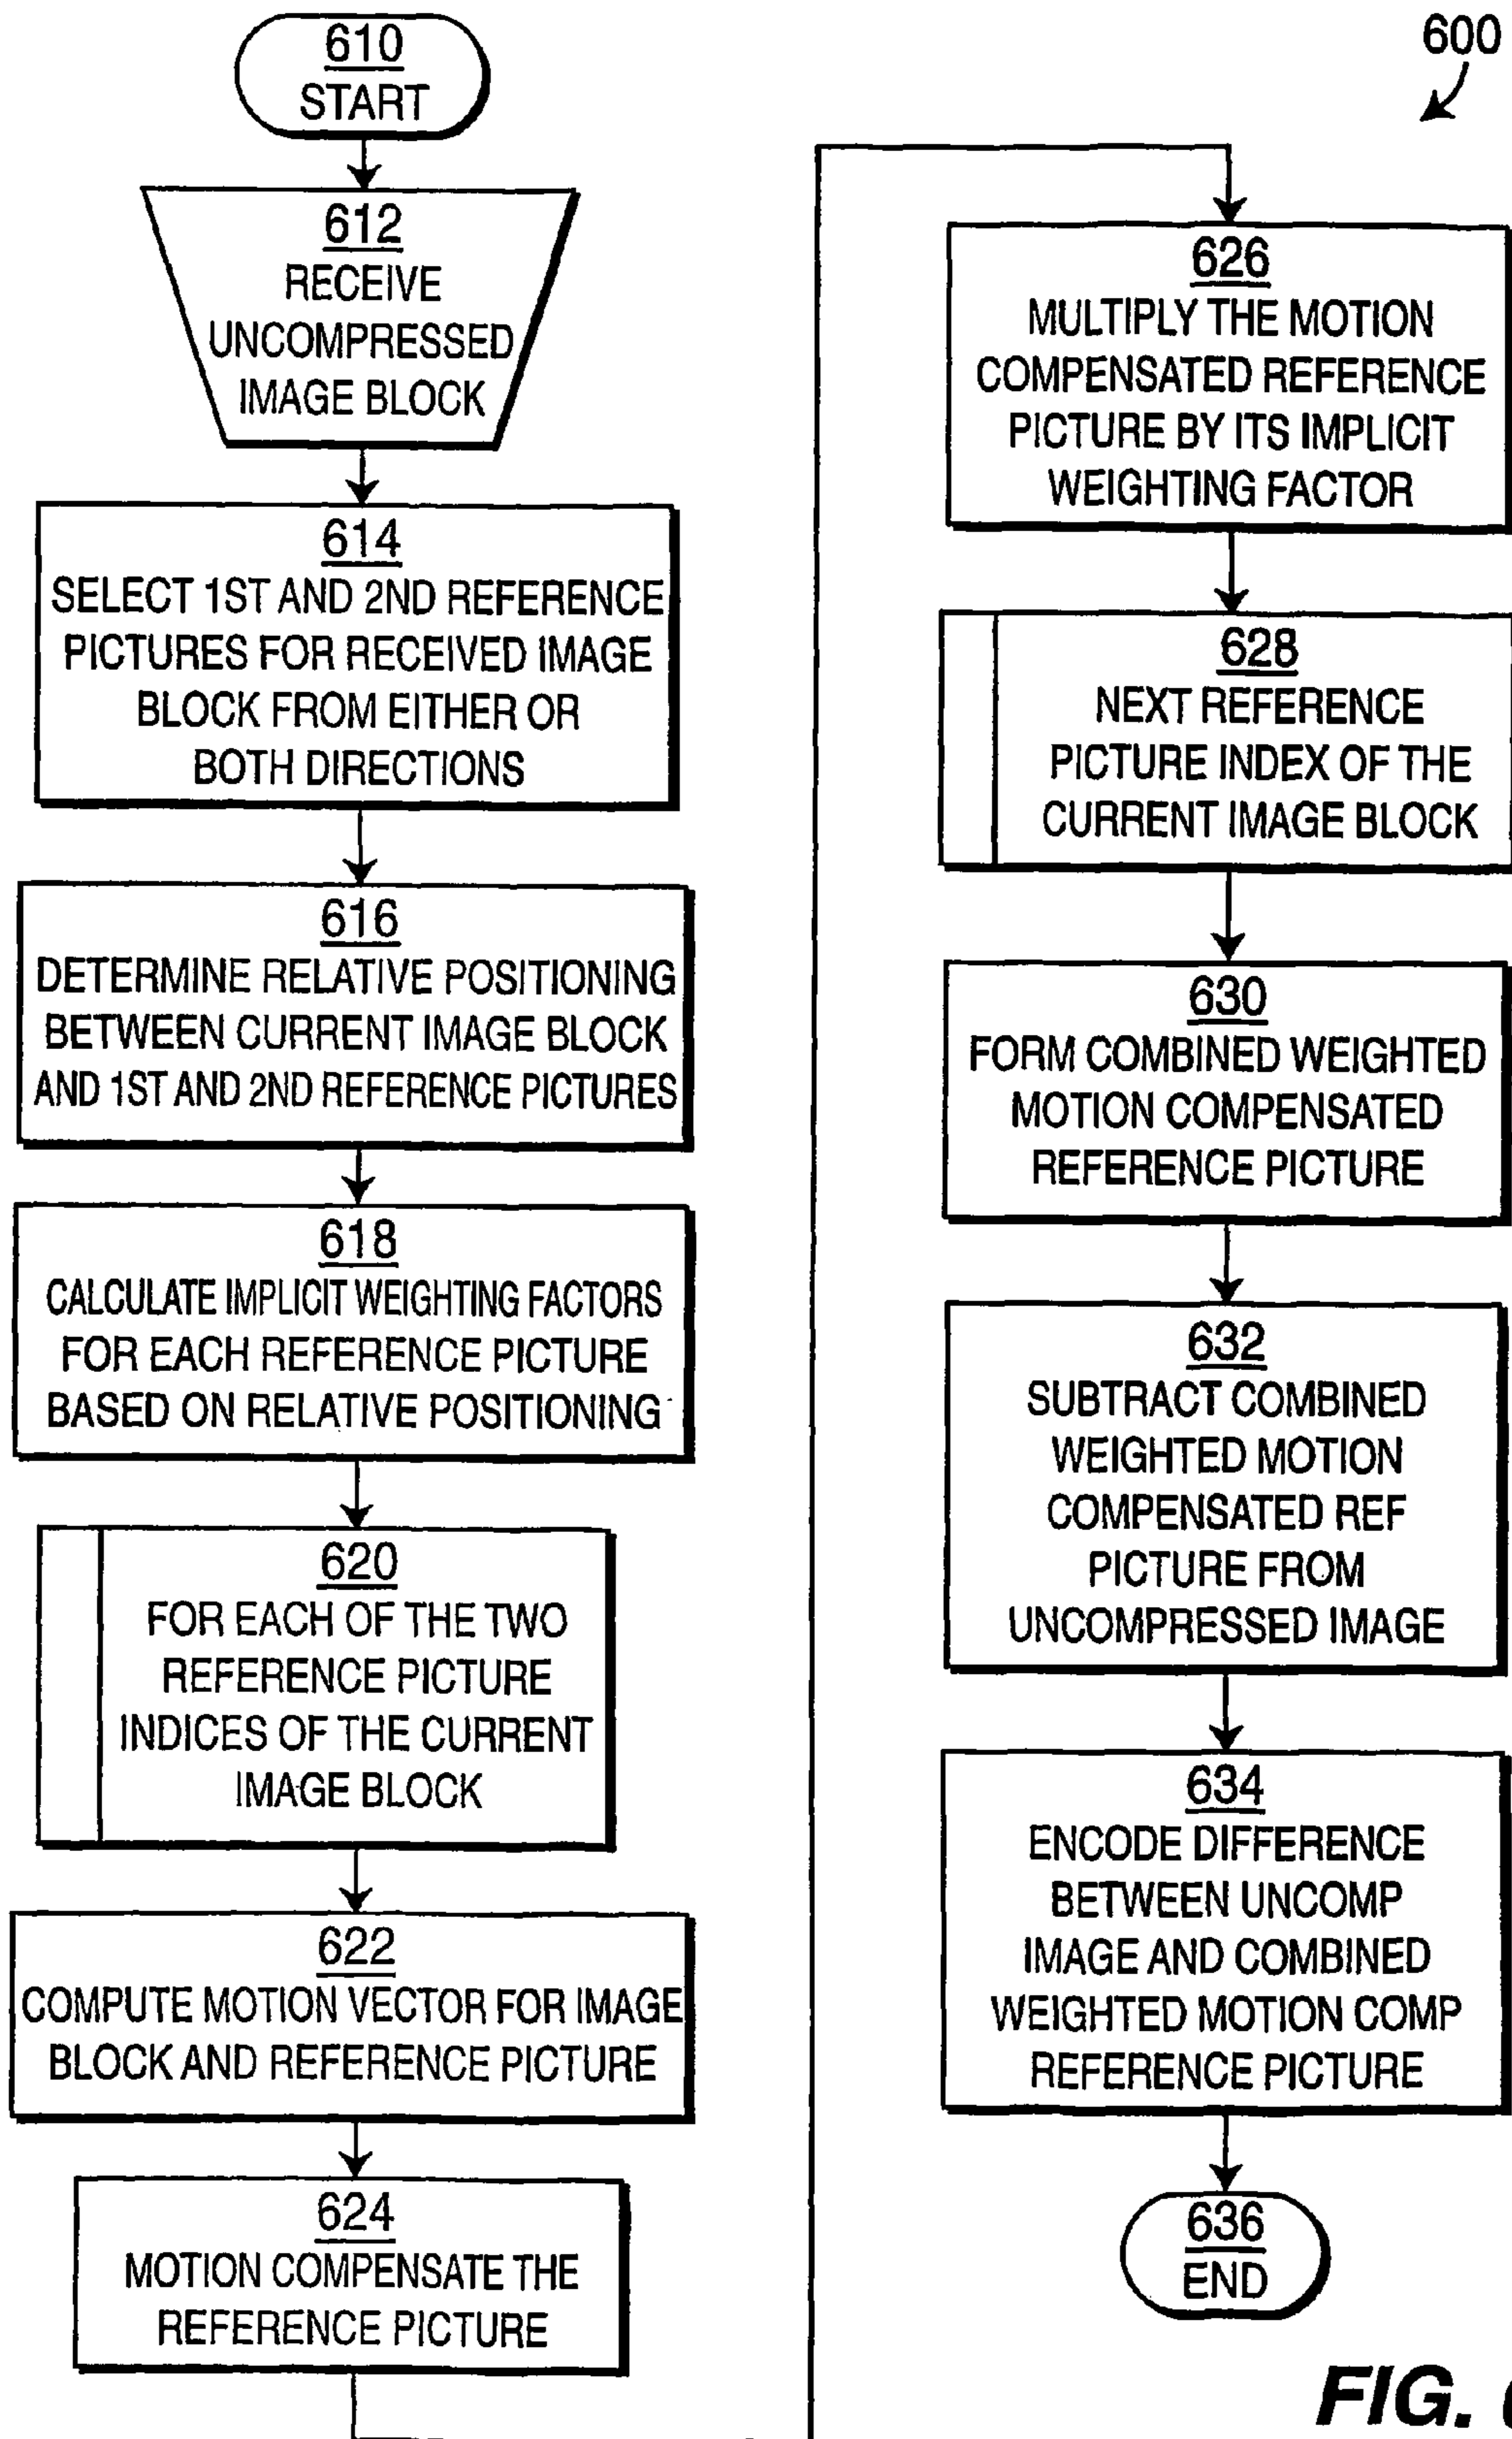 610
START
612
RECEIVE
UNCOMPRESSED
IMAGE BLOCK
614
SELECT 1ST AND 2ND REFERENCE
PICTURES FOR RECEIVED IMAGE
BLOCK FROM EITHER OR
BOTH DIRECTIONS
616
DETERMINE RELATIVE POSITIONING
BETWEEN CURRENT IMAGE BLOCK
AND 1ST AND 2ND REFERENCE PICTURES
618
CALCULATE IMPLICIT WEIGHTING FACTORS
FOR EACH REFERENCE PICTURE
BASED ON RELATIVE POSITIONING
620
FOR EACH OF THE TWO
REFERENCE PICTURE
INDICES OF THE CURRENT
IMAGE BLOCK
622
COMPUTE MOTION VECTOR FOR IMAGE
BLOCK AND REFERENCE PICTURE
624
MOTION COMPENSATE THE
REFERENCE PICTURE
600
626
MULTIPLY THE MOTION
COMPENSATED REFERENCE
PICTURE BY ITS IMPLICIT
WEIGHTING FACTOR
628
NEXT REFERENCE
PICTURE INDEX OF THE
CURRENT IMAGE BLOCK
630
FORM COMBINED WEIGHTED
MOTION COMPENSATED
REFERENCE PICTURE
632
SUBTRACT COMBINED
WEIGHTED MOTION
COMPENSATED REF
PICTURE FROM
UNCOMPRESSED IMAGE
634
ENCODE DIFFERENCE
BETWEEN UNCOMP
IMAGE AND COMBINED
WEIGHTED MOTION COMP
REFERENCE PICTURE
636
END
FIG.